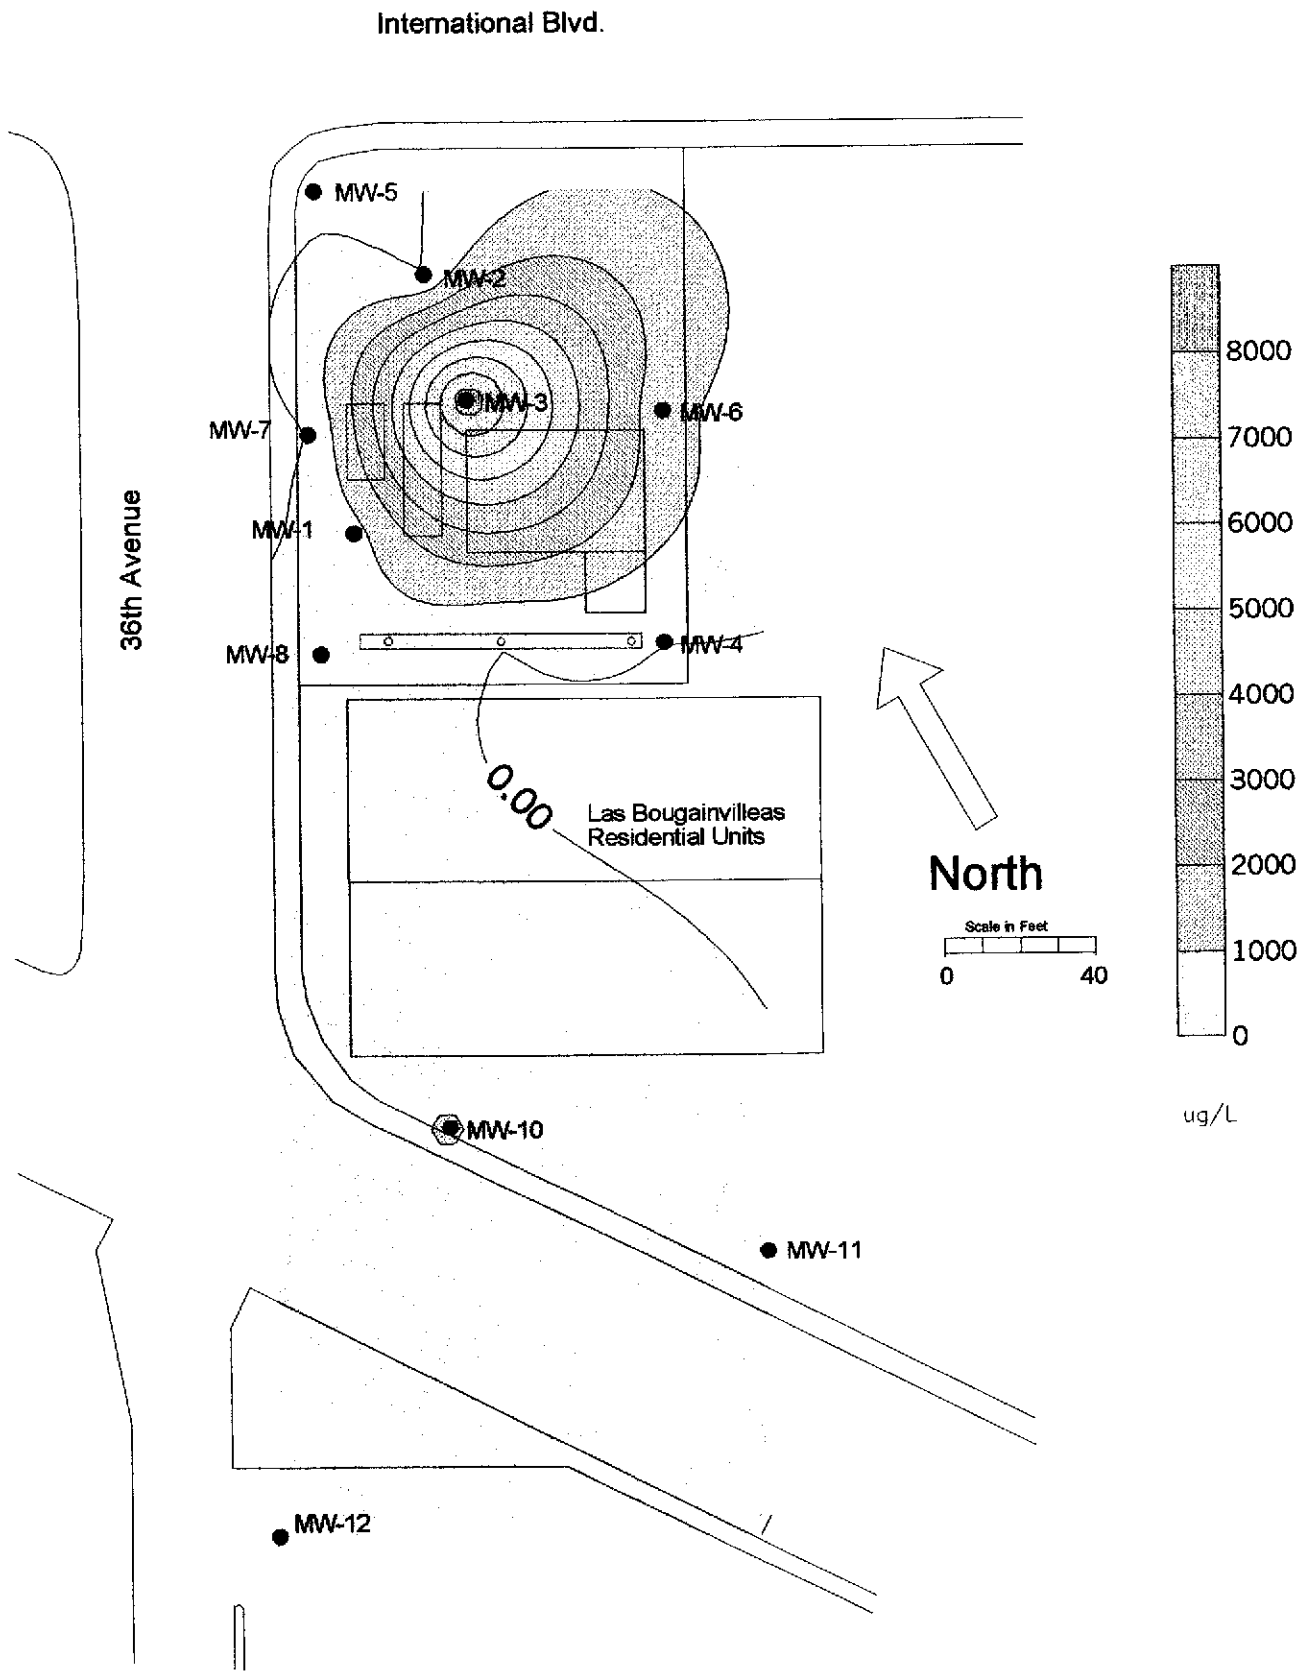 International Blvd.
MW-5
MW-2
MW-3
MW-6
MW-7
MW-1
36th Avenue
MW-8
MW-4
0.00
Las Bougainvilleas
Residential Units
North
Scale in Feet
0 40
8000
7000
6000
5000
4000
3000
2000
1000
0
ug/L
MW-10
MW-11
MW-12